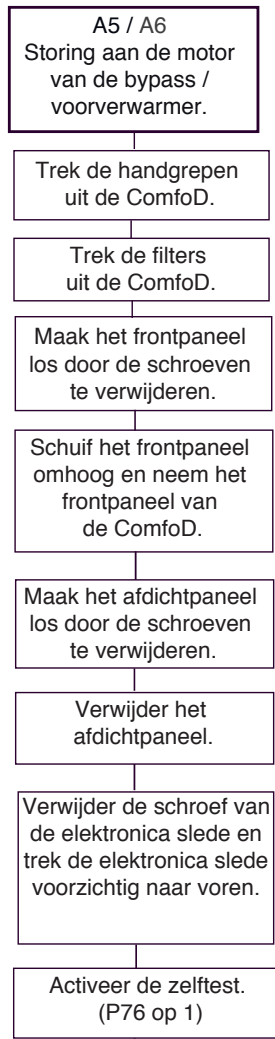 A5 / A6
Storing aan de motor
van de bypass /
voorverwarmer.
Trek de handgrepen
uit de ComfoD.
Trek de filters
uit de ComfoD.
Maak het frontpaneel
los door de schroeven
te verwijderen.
Schuif het frontpaneel
omhoog en neem het
frontpaneel van
de ComfoD.
Maak het afdichtpaneel
los door de schroeven
te verwijderen.
Verwijder het
afdichtpaneel.
Verwijder de schroef van
de elektronica slede en
trek de elektronica slede
voorzichtig naar voren.
Activeer de zelftest.
(P76 op 1)